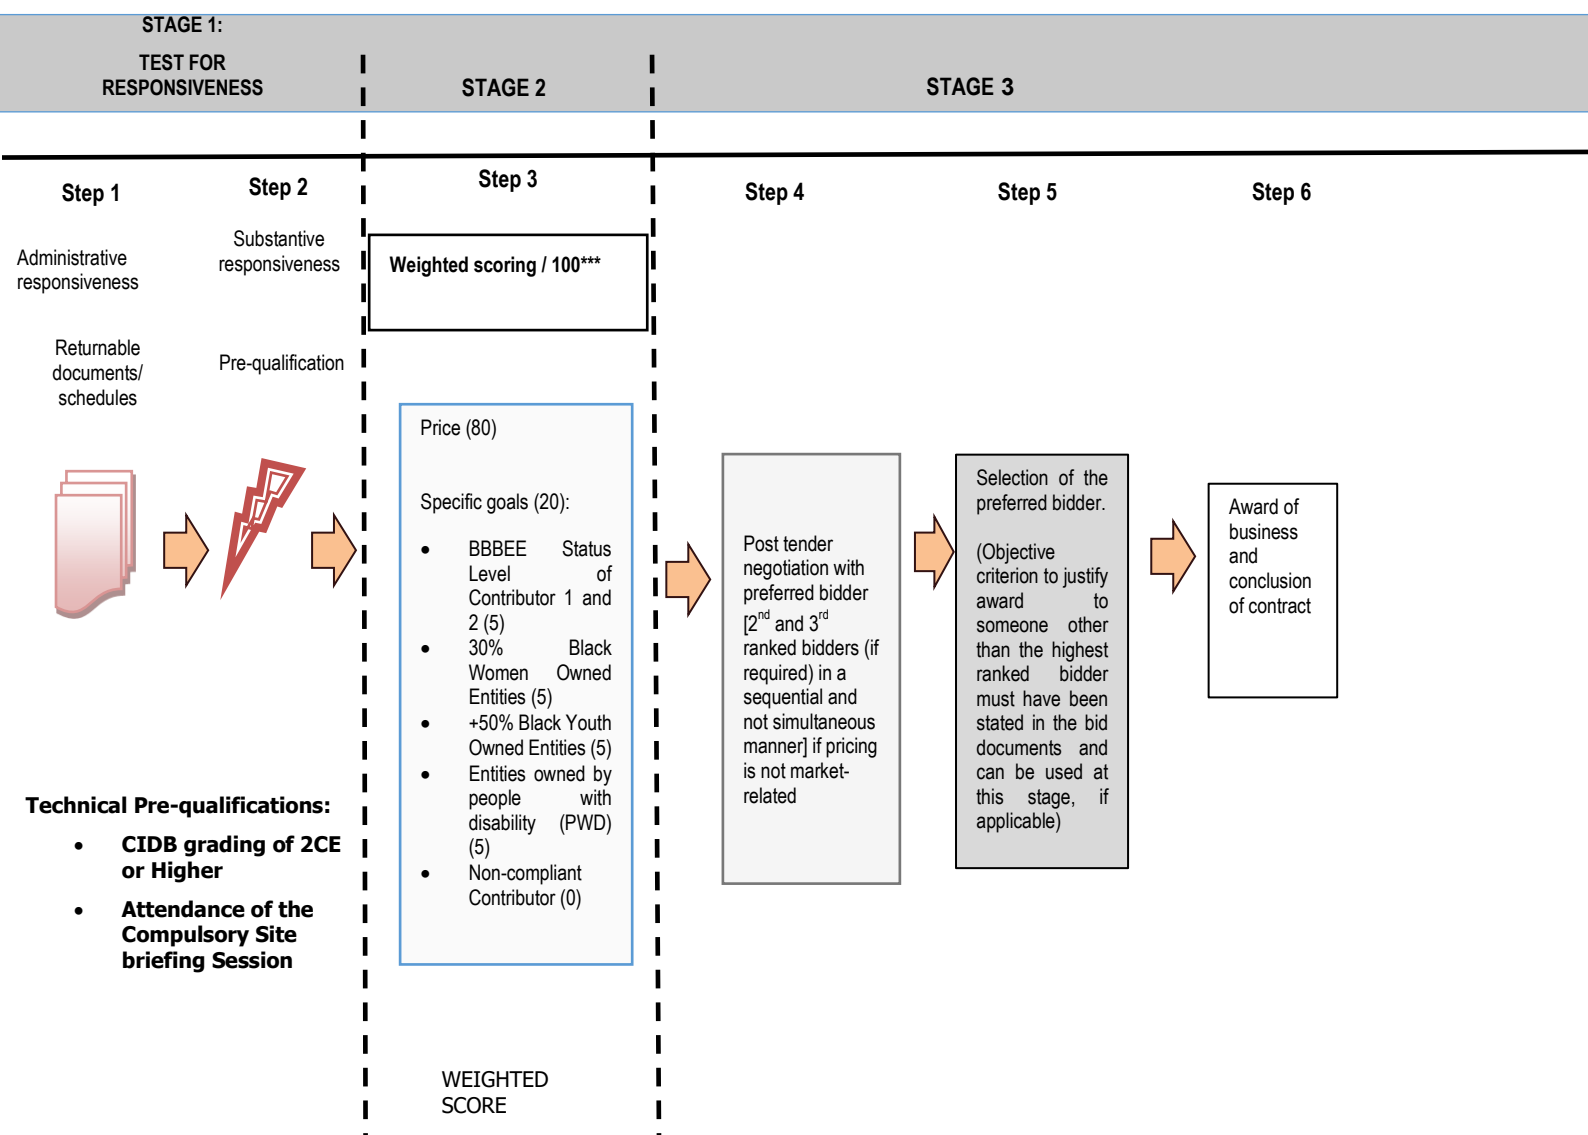 STAGE 1:
TEST FOR
RESPONSIVENESS
STAGE 2
STAGE 3
Step 1
Step 2
Step 3
Step 4
Step 5
Step 6
Administrative
responsiveness
Substantive
responsiveness
Weighted scoring / 100***
Returnable
documents/
schedules
Pre-qualification
Price (80)
Specific goals (20):
• BBBEE Status
Level of
Contributor 1 and
2 (5)
• 30% Black
Women Owned
Entities (5)
• +50% Black Youth
Owned Entities (5)
• Entities owned by
people with
disability (PWD)
(5)
• Non-compliant
Contributor (0)
Post tender
negotiation with
preferred bidder
[2nd and 3rd
ranked bidders (if
required) in a
sequential and
not simultaneous
manner] if pricing
is not market-
related
Selection of the
preferred bidder.
(Objective
criterion to justify
award to
someone other
than the highest
ranked bidder
must have been
stated in the bid
documents and
can be used at
this stage, if
applicable)
Award of
business
and
conclusion
of contract
Technical Pre-qualifications:
• CIDB grading of 2CE
or Higher
• Attendance of the
Compulsory Site
briefing Session
WEIGHTED
SCORE